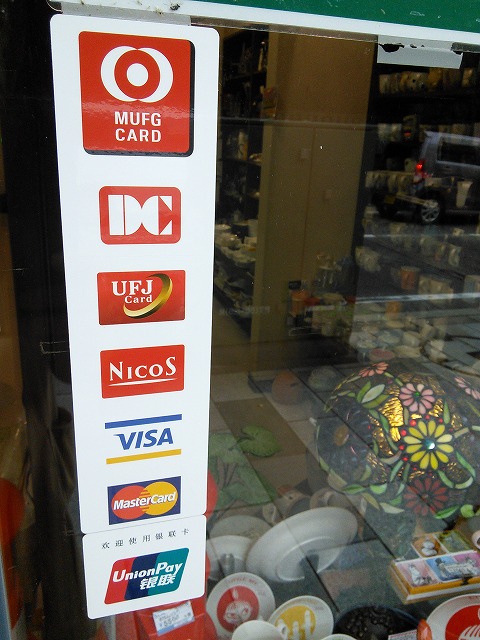 MUFG
CARD
DC
UFJ
Card
NICOS
VISA
MasterCard
欢迎使用银联卡
UnionPay
银联